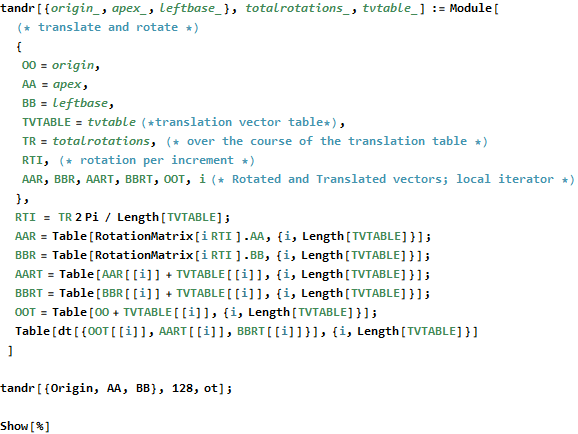 tandr[{origin_, apex_, leftbase_}, totalrotations_, tvtable_] := Module[
(* translate and rotate *)
{
OO = origin,
AA = apex,
BB = leftbase,
TVTABLE = tvtable (*translation vector table*),
TR = totalrotations, (* over the course of the translation table *)
RTI, (* rotation per increment *)
AAR, BBR, AART, BBRT, OOT, i (* Rotated and Translated vectors; local iterator *)
},
RTI = TR 2 Pi / Length[TVTABLE];
AAR = Table[RotationMatrix[i RTI ].AA, {i, Length[TVTABLE]}];
BBR = Table[RotationMatrix[i RTI ].BB, {i, Length[TVTABLE]}];
AART = Table[AAR[[i]] + TVTABLE[[i]], {i, Length[TVTABLE]}];
BBRT = Table[BBR[[i]] + TVTABLE[[i]], {i, Length[TVTABLE]}];
OOT = Table[OO + TVTABLE[[i]], {i, Length[TVTABLE]}];
Table[dt[{OOT[[i]], AART[[i]], BBRT[[i]]}], {i, Length[TVTABLE]}]
]
tandr[{Origin, AA, BB}, 128, ot];
Show[%]